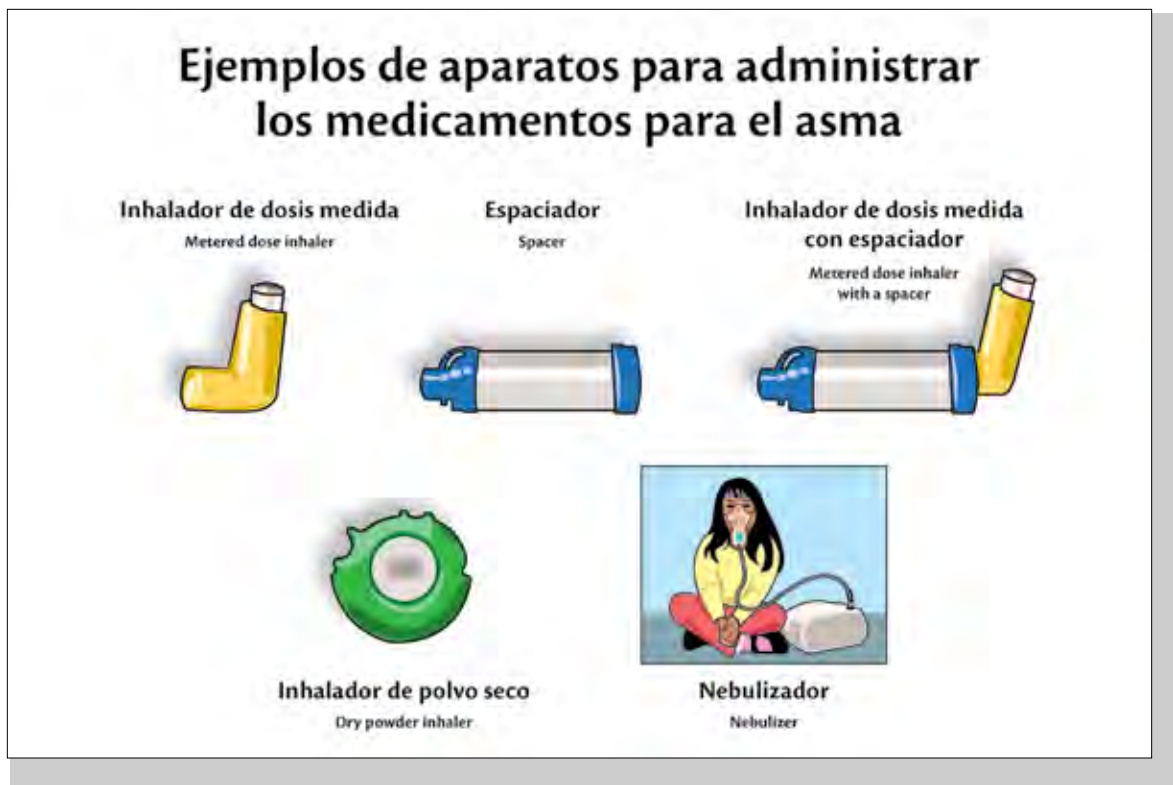 Ejemplos de aparatos para administrar
los medicamentos para el asma
Inhalador de dosis medida
Metered dose inhaler
Espaciador
Spacer
Inhalador de dosis medida
con espaciador
Metered dose inhaler
with a spacer
Inhalador de polvo seco
Dry powder inhaler
Nebulizador
Nebulizer